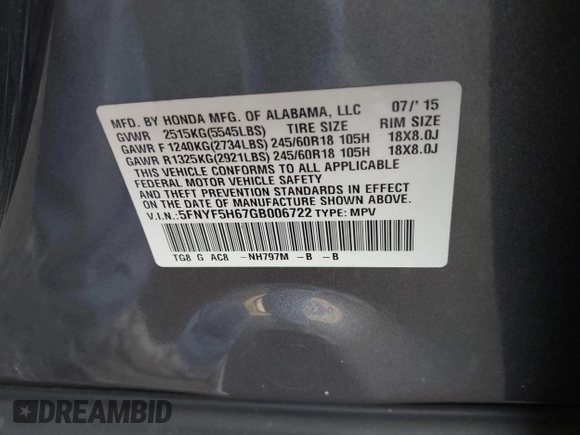 MFD. BY HONDA MFG. OF ALABAMA, LLC 07/' 15
GVWR 2515KG(5545LBS) TIRE SIZE RIM SIZE
GAWR F 1240KG(2734LBS) 245/60R18 105H 18X8.0J
GAWR R1325KG(2921LBS) 245/60R18 105H 18X8.0J
THIS VEHICLE CONFORMS TO ALL APPLICABLE
FEDERAL MOTOR VEHICLE SAFETY
AND THEFT PREVENTION STANDARDS IN EFFECT
ON THE DATE OF MANUFACTURE SHOWN ABOVE.
V.I.N.:5FNYF5H67GB006722 TYPE: MPV
TG8 G AC8 -NH797M -B -B
DREAMBID